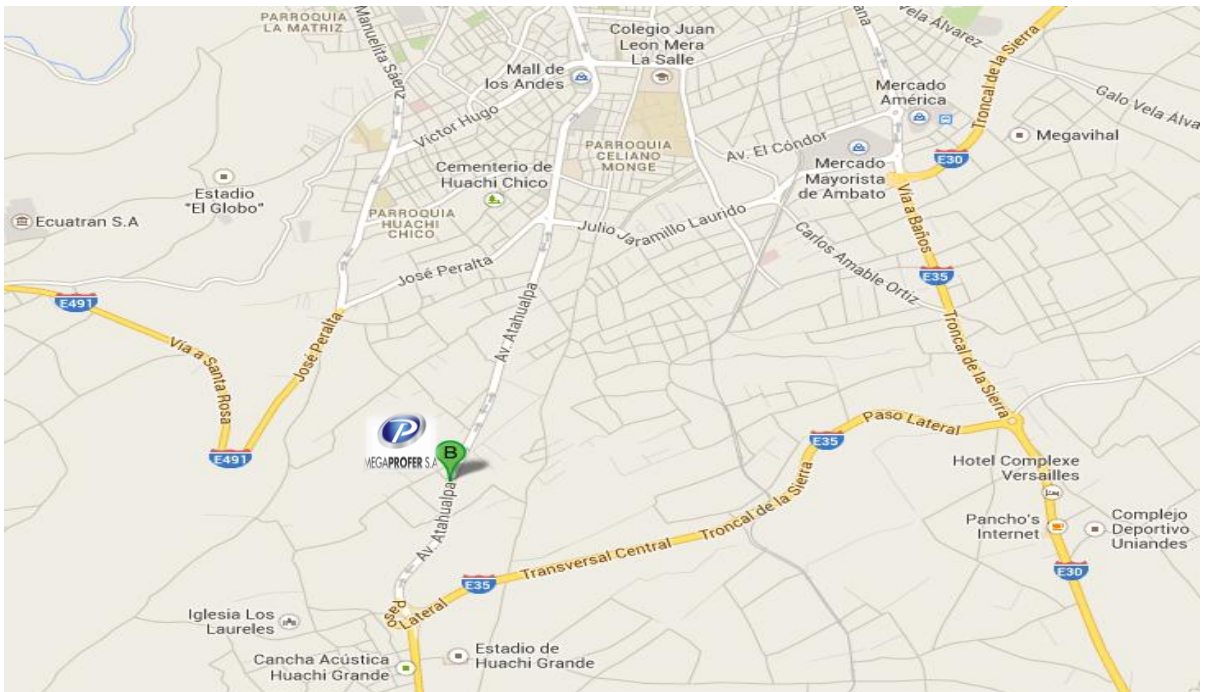 PARROQUIA
LA MATRIZ
Manuelita Sáenz
Colegio Juan
Leon Mera
La Salle
Mall de
los Andes
Vela Álvarez
Troncal de la Sierra
Mercado
América
Galo Vela Álva
Megavihal
Victor Hugo
PARROQUIA
CELIANO
MONGE
Av. El Cóndor
E30
Cementerio de
Huachi Chico
Mercado
Mayorista
de Ambato
Estadio
"El Globo"
Ecuatran S.A
PARROQUIA
HUACHI
CHICO
Julio Jaramillo Laurido
Vía a Baños
José Peralta
Carlos Amable Ortiz
E35
E491
Av. Atahualpa
José Peralta
Vía a Santa Rosa
Troncal de la Sierra
Paso Lateral
E35
E491
P
MEGAPROFER S.A
B
Hotel Complexe
Versailles
Troncal de la Sierra
Av. Atahualpa
Pancho's
Internet
Complejo
Deportivo
Uniandes
Transversal Central
E35
E30
Paso
Lateral
Iglesia Los
Laureles
Estadio de
Huachi Grande
Cancha Acústica
Huachi Grande